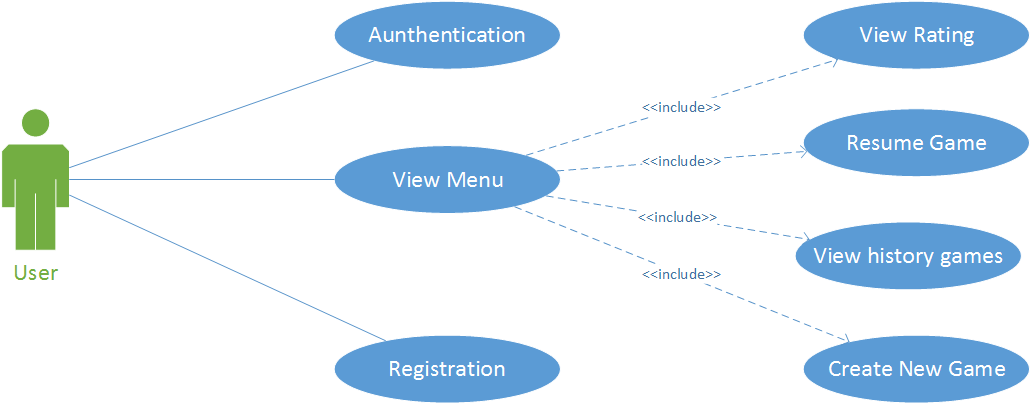 Aunthentication
View Rating
<<include>>
Resume Game
<<include>>
View Menu
<<include>>
View history games
User
<<include>>
Registration
Create New Game